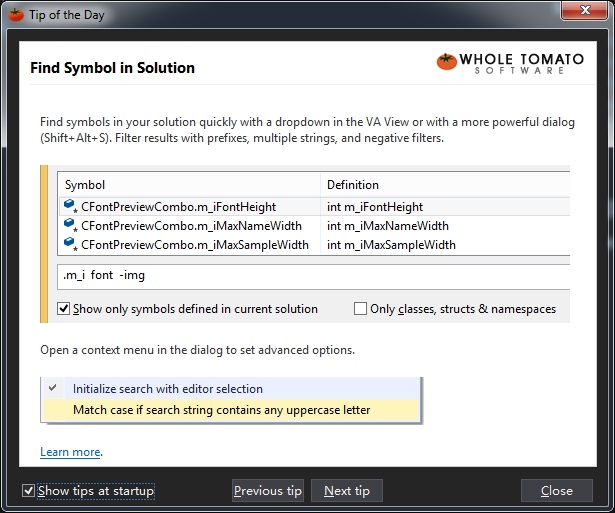 Tip of the Day
Find Symbol in Solution
WHOLE TOMATO
SOFTWARE
Find symbols in your solution quickly with a dropdown in the VA View or with a more powerful dialog
(Shift+Alt+S). Filter results with prefixes, multiple strings, and negative filters.
Symbol Definition
CFontPreviewCombo.m_iFontHeight int m_iFontHeight
CFontPreviewCombo.m_iMaxNameWidth int m_iMaxNameWidth
CFontPreviewCombo.m_iMaxSampleWidth int m_iMaxSampleWidth
.m_i font -img
Show only symbols defined in current solution Only classes, structs & namespaces
Open a context menu in the dialog to set advanced options.
Initialize search with editor selection
Match case if search string contains any uppercase letter
Learn more.
Show tips at startup Previous tip Next tip Close